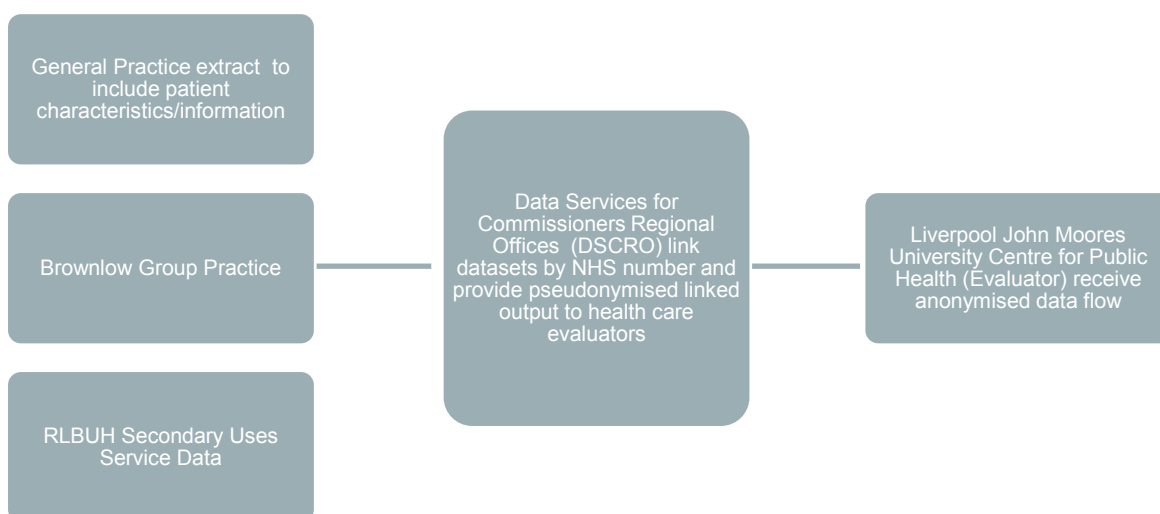 General Practice extract to
include patient
characteristics/information
Brownlow Group Practice
RLBUH Secondary Uses
Service Data
Data Services for
Commissioners Regional
Offices (DSCRO) link
datasets by NHS number and
provide pseudonymised linked
output to health care
evaluators
Liverpool John Moores
University Centre for Public
Health (Evaluator) receive
anonymised data flow